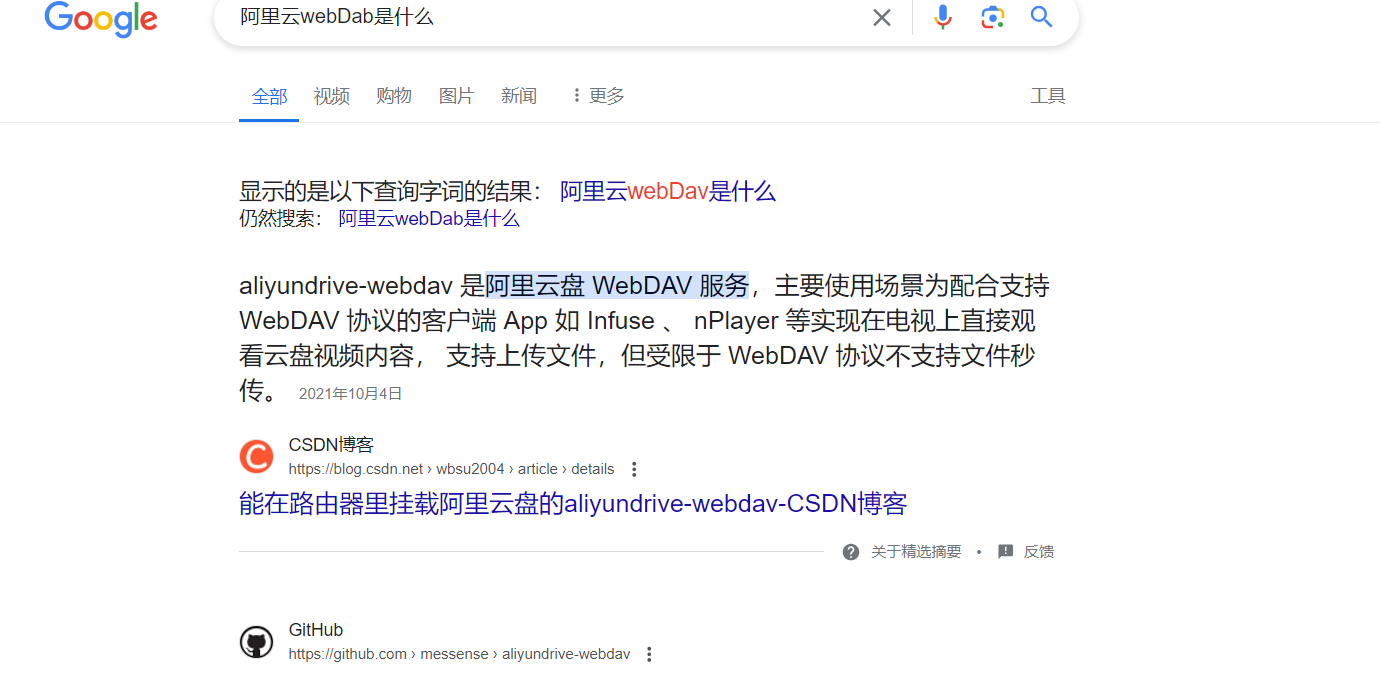 Google
阿里云webDab是什么
全部 视频 购物 图片 新闻 更多 工具
显示的是以下查询字词的结果： 阿里云webDav是什么
仍然搜索： 阿里云webDab是什么
aliyundrive-webdav 是阿里云盘 WebDAV 服务，主要使用场景为配合支持
WebDAV 协议的客户端 App 如 Infuse 、 nPlayer 等实现在电视上直接观
看云盘视频内容， 支持上传文件，但受限于 WebDAV 协议不支持文件秒
传。 2021年10月4日
CSDN博客
https://blog.csdn.net › wbsu2004 › article › details
能在路由器里挂载阿里云盘的aliyundrive-webdav-CSDN博客
关于精选摘要 • 反馈
GitHub
https://github.com › messense › aliyundrive-webdav